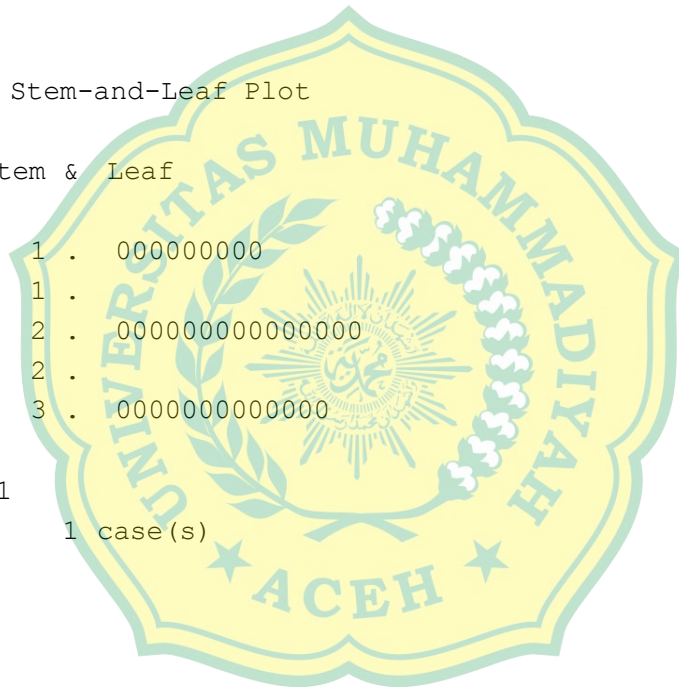 Stem-and-Leaf Plot
tem & Leaf
1 . 000000000
1 .
2 . 000000000000000
2 .
3 . 0000000000000
1
1 case(s)
UNIVERSITAS MUHAMMADIYAH
ACEH